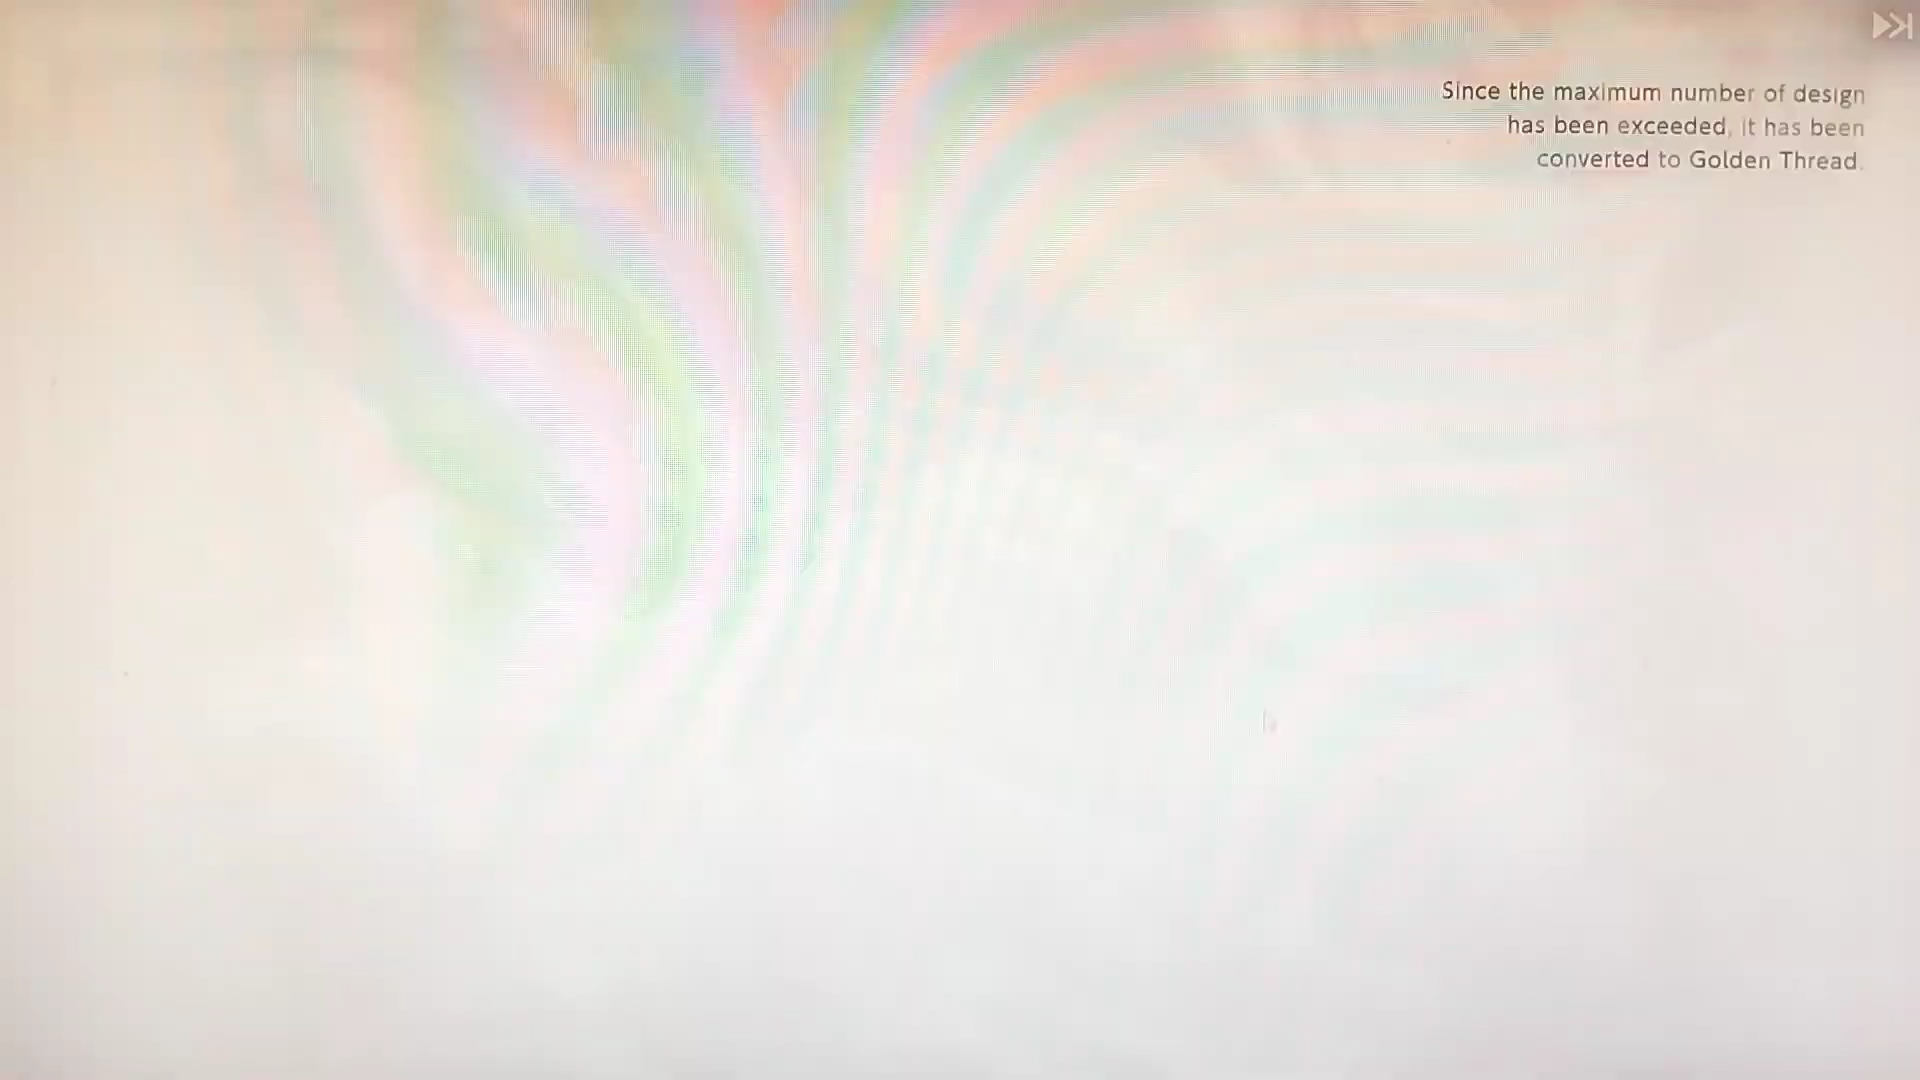 Since the maximum number of design
has been exceeded, it has been
converted to Golden Thread.